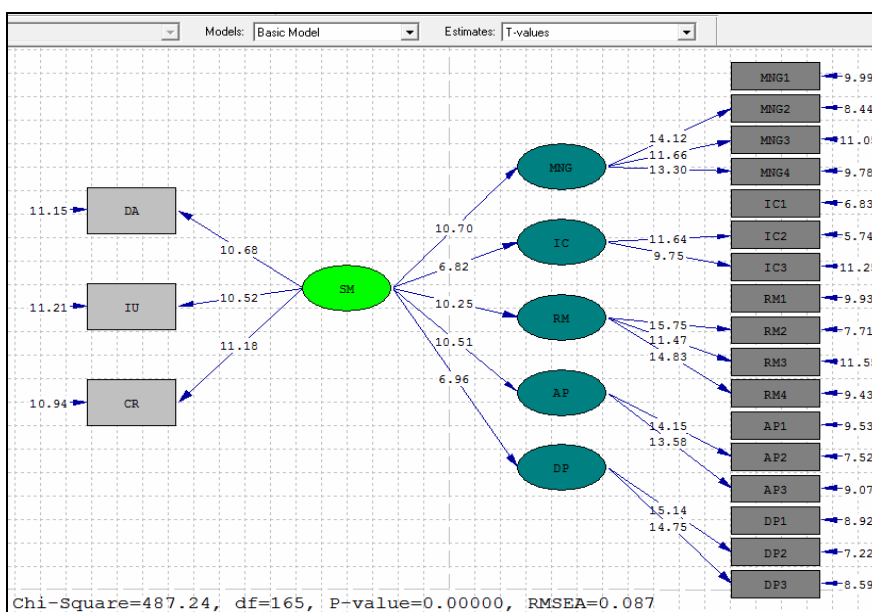 Models: Basic Model Estimates: T-values
MNG1 9.99
MNG2 8.44
14.12
MNG3 11.05
11.66
MNG MNG4 9.78
13.30
IC1 6.83
11.15 DA
10.70
IC2 5.74
11.64
IC
10.68
9.75
IC3 11.25
6.82
SM
RM1 9.93
10.25
11.21 IU 10.52
RM
15.75 RM2 7.71
11.47
10.51
11.18
14.83
RM3 11.55
6.96
AP RM4 9.43
10.94 CR
AP1 9.53
14.15
13.58
AP2 7.52
DP
AP3 9.07
15.14
DP1 8.92
14.75
DP2 7.22
DP3 8.59
Chi-Square=487.24, df=165, P-value=0.00000, RMSEA=0.087